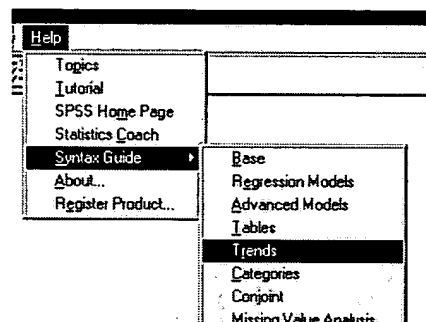 Help
Topics
Tutorial
SPSS Home Page
Statistics Coach
Syntax Guide
About...
Register Product...
Base
Regression Models
Advanced Models
Tables
Trends
Categories
Conjoint
Missing Value Analysis